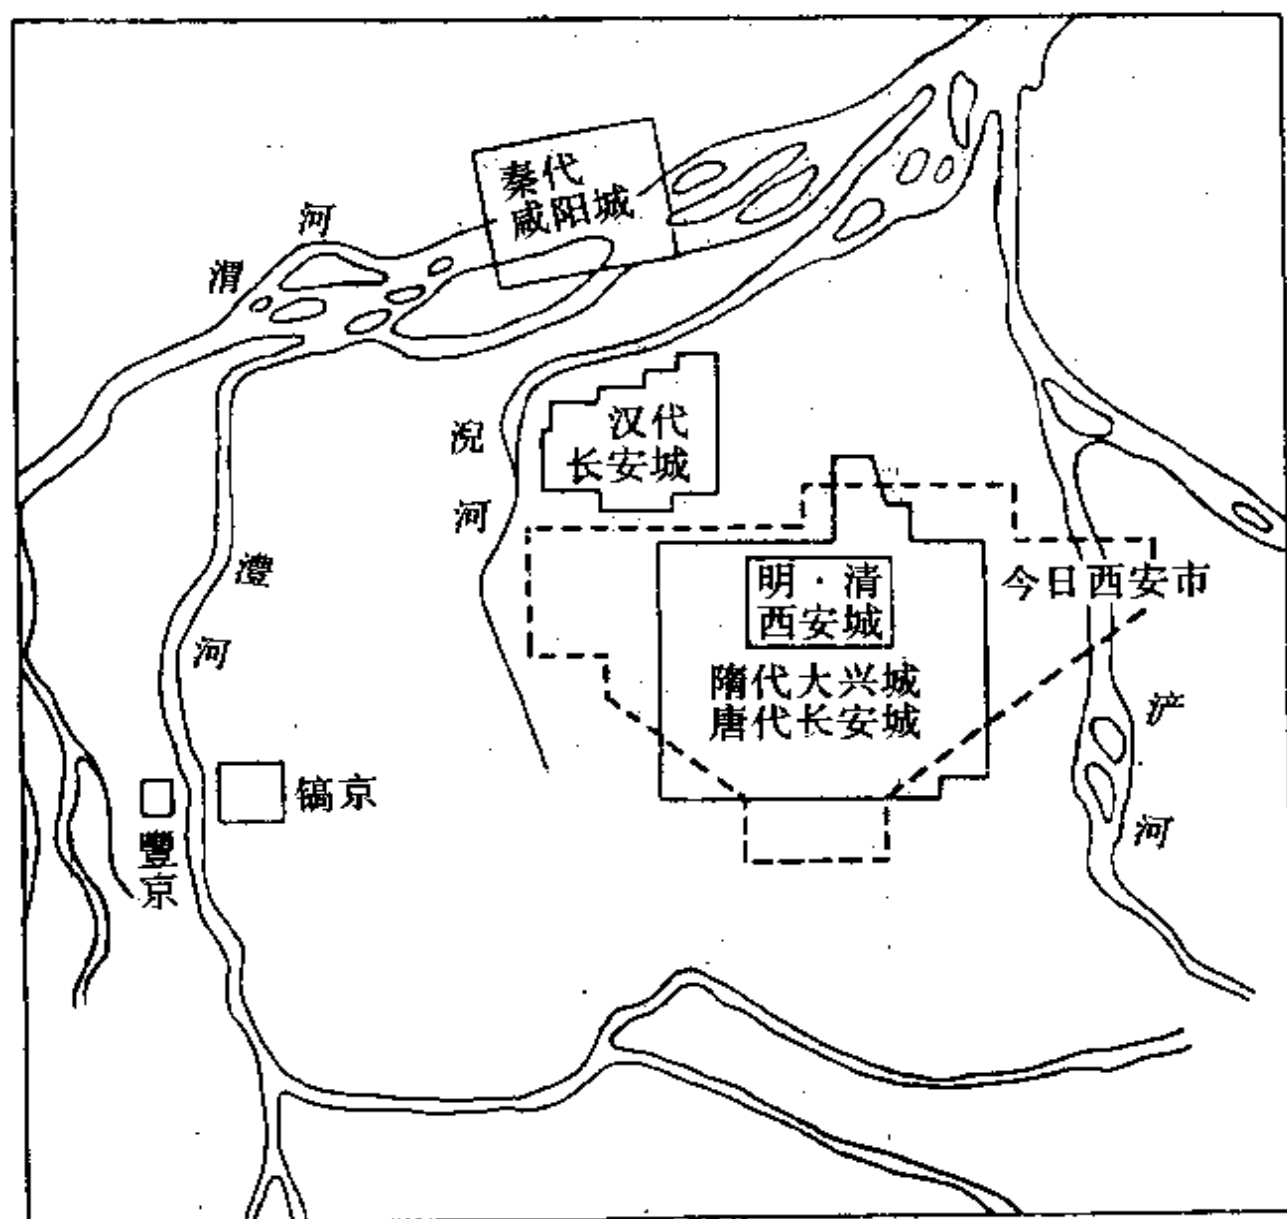 秦代
咸阳城
渭河
汉代
长安城
涀河
澧河
明·清
西安城
今日西安市
隋代大兴城
唐代长安城
浐河
镐京
豐京